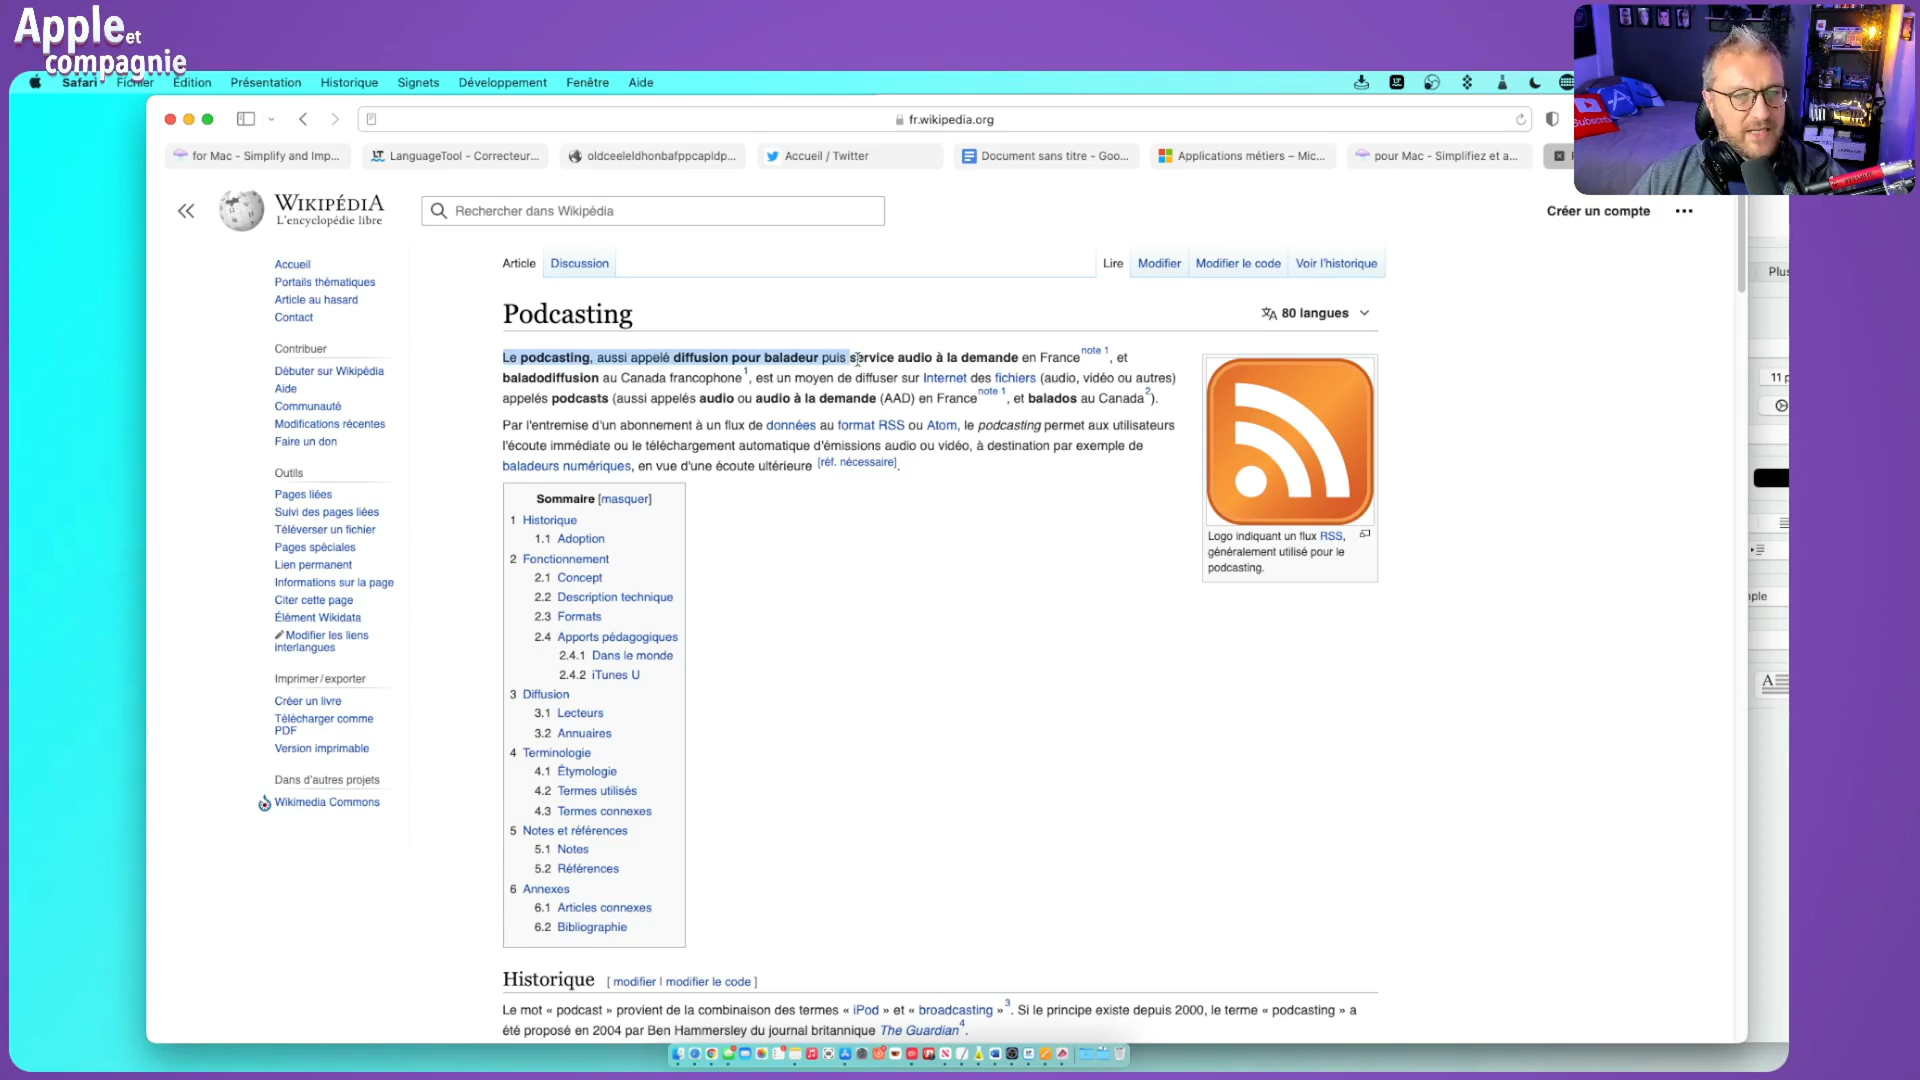 Apple et
compagnie
Safari Fichier Édition Présentation Historique Signets Développement Fenêtre Aide
fr.wikipedia.org
for Mac - Simplify and Imp...
LanguageTool - Correcteur...
oldceeleldhonbafppcapldp...
Accueil / Twitter
Document sans titre - Goo...
Applications métiers – Mic...
pour Mac - Simplifiez et a...
WIKIPÉDIA
L'encyclopédie libre
Rechercher dans Wikipédia
Créer un compte
Accueil
Portails thématiques
Article au hasard
Contact
Contribuer
Débuter sur Wikipédia
Aide
Communauté
Modifications récentes
Faire un don
Outils
Pages liées
Suivi des pages liées
Téléverser un fichier
Pages spéciales
Lien permanent
Informations sur la page
Citer cette page
Élément Wikidata
Modifier les liens
interlangues
Imprimer / exporter
Créer un livre
Télécharger comme
PDF
Version imprimable
Dans d'autres projets
Wikimedia Commons
Article Discussion Lire Modifier Modifier le code Voir l'historique
Podcasting
80 langues
Le podcasting, aussi appelé diffusion pour baladeur puis service audio à la demande en France note 1, et
baladodiffusion au Canada francophone 1, est un moyen de diffuser sur Internet des fichiers (audio, vidéo ou autres)
appelés podcasts (aussi appelés audio ou audio à la demande (AAD) en France note 1, et balados au Canada 2).
Par l'entremise d'un abonnement à un flux de données au format RSS ou Atom, le podcasting permet aux utilisateurs
l'écoute immédiate ou le téléchargement automatique d'émissions audio ou vidéo, à destination par exemple de
baladeurs numériques, en vue d'une écoute ultérieure [réf. nécessaire].
Logo indiquant un flux RSS,
généralement utilisé pour le
podcasting.
Sommaire [masquer]
1 Historique
1.1 Adoption
2 Fonctionnement
2.1 Concept
2.2 Description technique
2.3 Formats
2.4 Apports pédagogiques
2.4.1 Dans le monde
2.4.2 iTunes U
3 Diffusion
3.1 Lecteurs
3.2 Annuaires
4 Terminologie
4.1 Étymologie
4.2 Termes utilisés
4.3 Termes connexes
5 Notes et références
5.1 Notes
5.2 Références
6 Annexes
6.1 Articles connexes
6.2 Bibliographie
Historique [ modifier | modifier le code ]
Le mot « podcast » provient de la combinaison des termes « iPod » et « broadcasting » 3. Si le principe existe depuis 2000, le terme « podcasting » a
été proposé en 2004 par Ben Hammersley du journal britannique The Guardian 4.
Plus
11 p